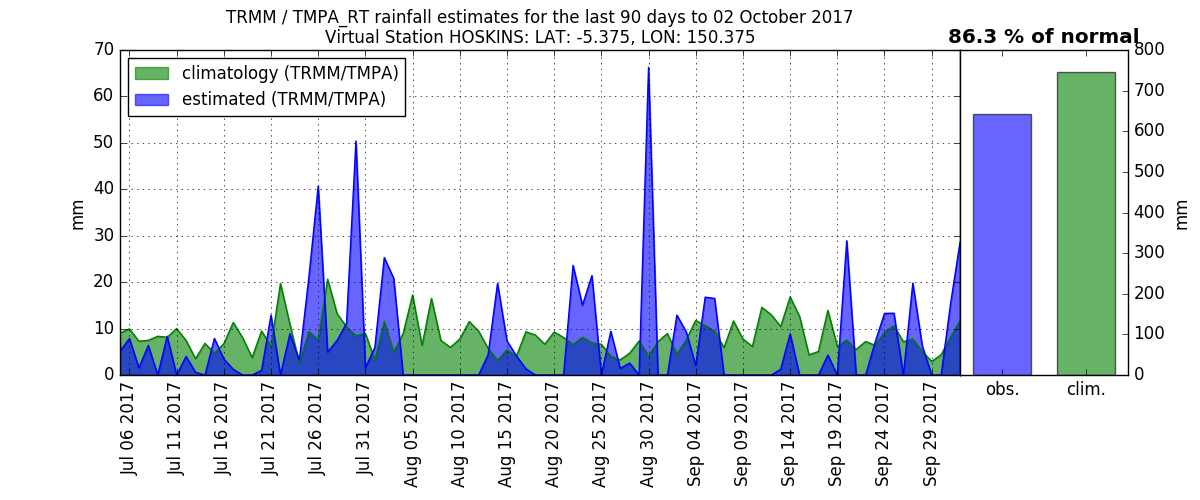 TRMM / TMPA_RT rainfall estimates for the last 90 days to 02 October 2017
Virtual Station HOSKINS: LAT: -5.375, LON: 150.375
86.3 % of normal
climatology (TRMM/TMPA)
estimated (TRMM/TMPA)
70
60
50
40
30
20
10
0
mm
Jul 06 2017
Jul 11 2017
Jul 16 2017
Jul 21 2017
Jul 26 2017
Jul 31 2017
Aug 05 2017
Aug 10 2017
Aug 15 2017
Aug 20 2017
Aug 25 2017
Aug 30 2017
Sep 04 2017
Sep 09 2017
Sep 14 2017
Sep 19 2017
Sep 24 2017
Sep 29 2017
obs.
clim.
800
700
600
500
400
300
200
100
0
mm